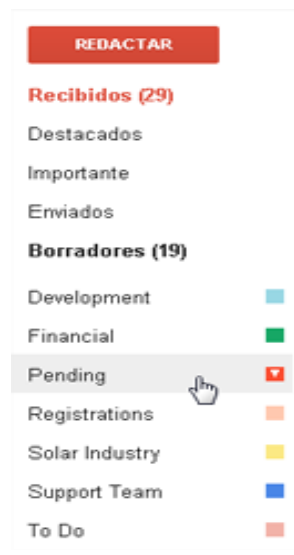 REDACTAR
Recibidos (29)
Destacados
Importante
Enviados
Borradores (19)
Development
Financial
Pending
Registrations
Solar Industry
Support Team
To Do